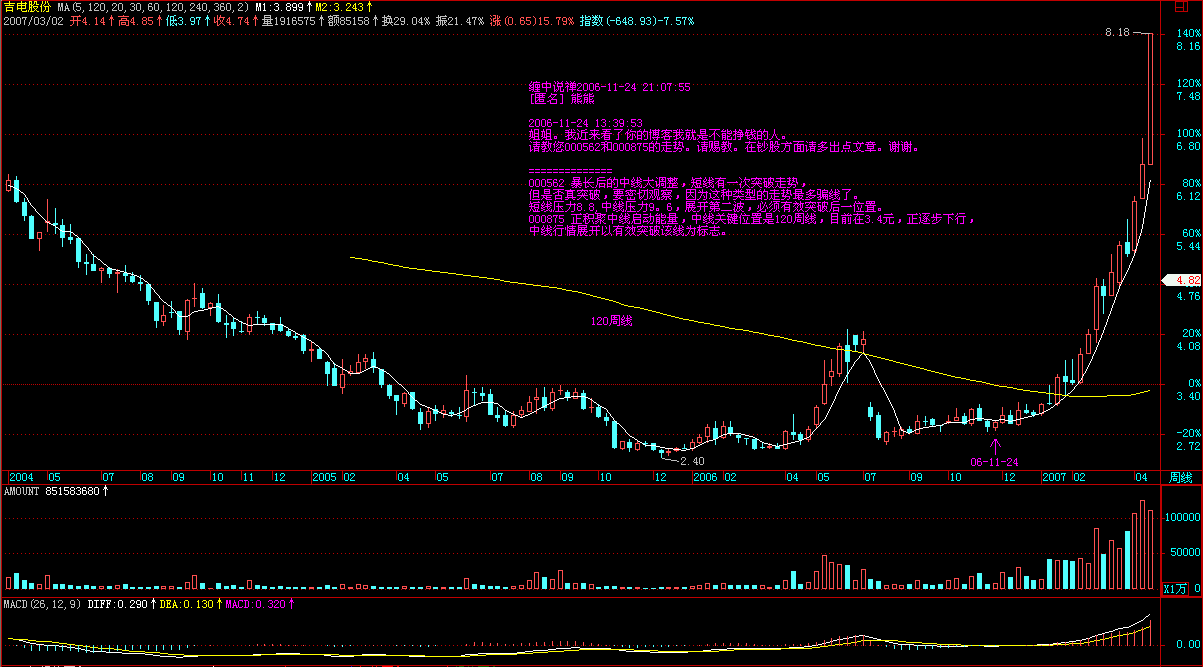 吉电股份 MA(5,120,20,30,60,120,240,360,2) M1:3.899↑M2:3.243↑
2007/03/02 开4.14↑高4.85↑低3.97↑收4.74↑量1916575↑额85158↑换29.04% 振21.47% 涨(0.65)15.79% 指数(-648.93)-7.57%
8.18
140%
8.16
缠中说禅2006-11-24 21:07:55
[匿名] 熊熊
120%
7.48
2006-11-24 13:39:53
姐姐。我近来看了你的博客我就是不能挣钱的人。
请教您000582和000875的走势。请赐教。在钞股方面请多出点文章。谢谢。
100%
6.80
==============
000582 暴长后的中线大调整，短线有一次突破走势，
但是否真突破，要密切观察，因为这种类型的走势最多骗线了。
短线压力8.8,中线压力9。8，展开第二波，必须有效突破后一位置。
000875 正积聚中线启动能量，中线关键位置是120周线，目前在3.4元，正逐步下行，
中线行情展开以有效突破该线为标志。
80%
6.12
60%
5.44
4.82
4.76
120周线
20%
4.08
0%
3.40
-20%
2.72
2.40
06-11-24
2004 05 07 08 09 10 11 12 2005 02 04 05 07 08 09 10 12 2006 02 04 05 07 09 10 12 2007 02 04 周线
AMOUNT 851583680↑
100000
50000
X1万 0
MACD(26,12,9) DIFF:0.290↑DEA:0.130↑MACD:0.320↑
0.00